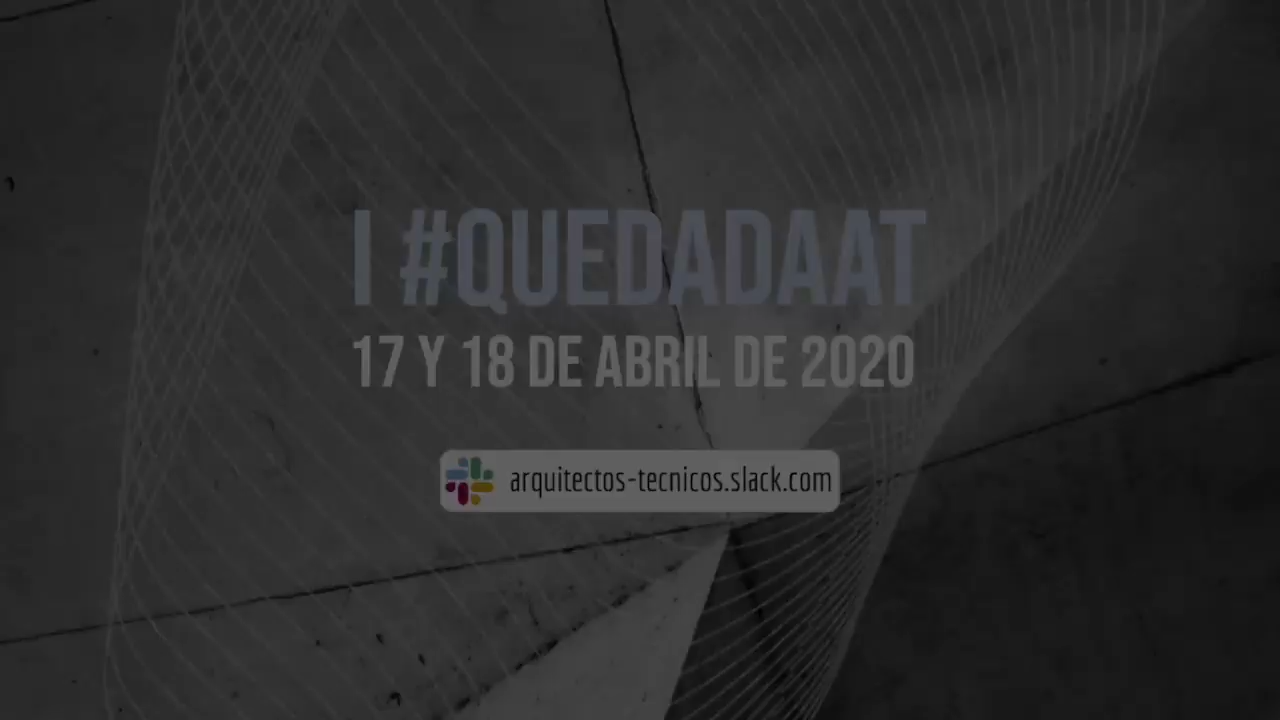 I #QUEDADAAT
17 Y 18 DE ABRIL DE 2020
arquitectos-tecnicos.slack.com